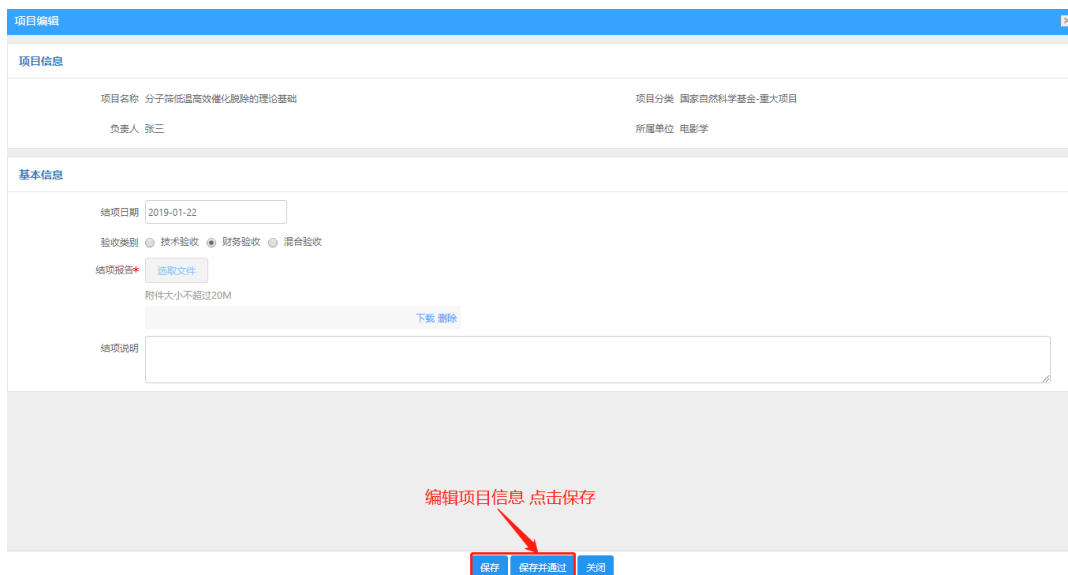 项目编辑
项目信息
项目名称 分子筛低温高效催化脱除的理论基础 项目分类 国家自然科学基金-重大项目
负责人 张三 所属单位 电影学
基本信息
结项日期 2019-01-22
验收类别 技术验收 财务验收 混合验收
结项报告* 选取文件
附件大小不超过20M
下载 删除
结项说明
编辑项目信息 点击保存
保存 保存并通过 关闭